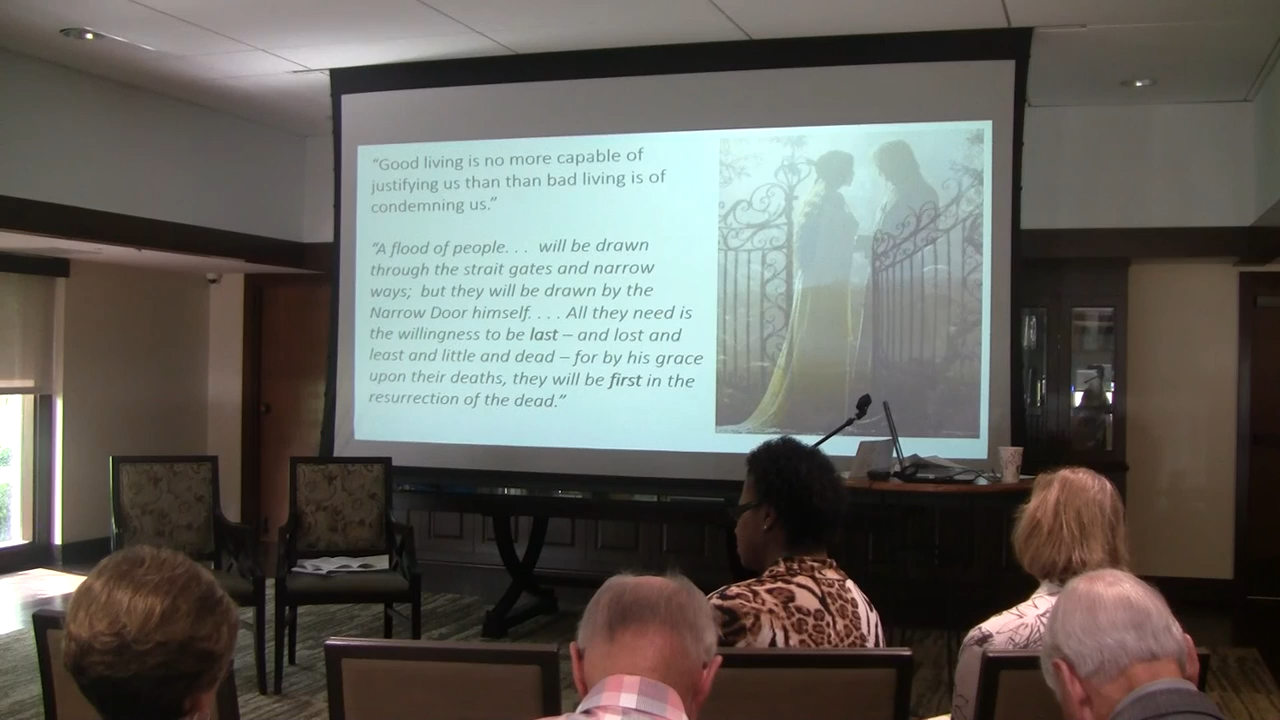 “Good living is no more capable of
justifying us than than bad living is of
condemning us.”
“A flood of people. . .  will be drawn
through the strait gates and narrow
ways;  but they will be drawn by the
Narrow Door himself. . . . All they need is
the willingness to be last – and lost and
least and little and dead – for by his grace
upon their deaths, they will be first in the
resurrection of the dead.”